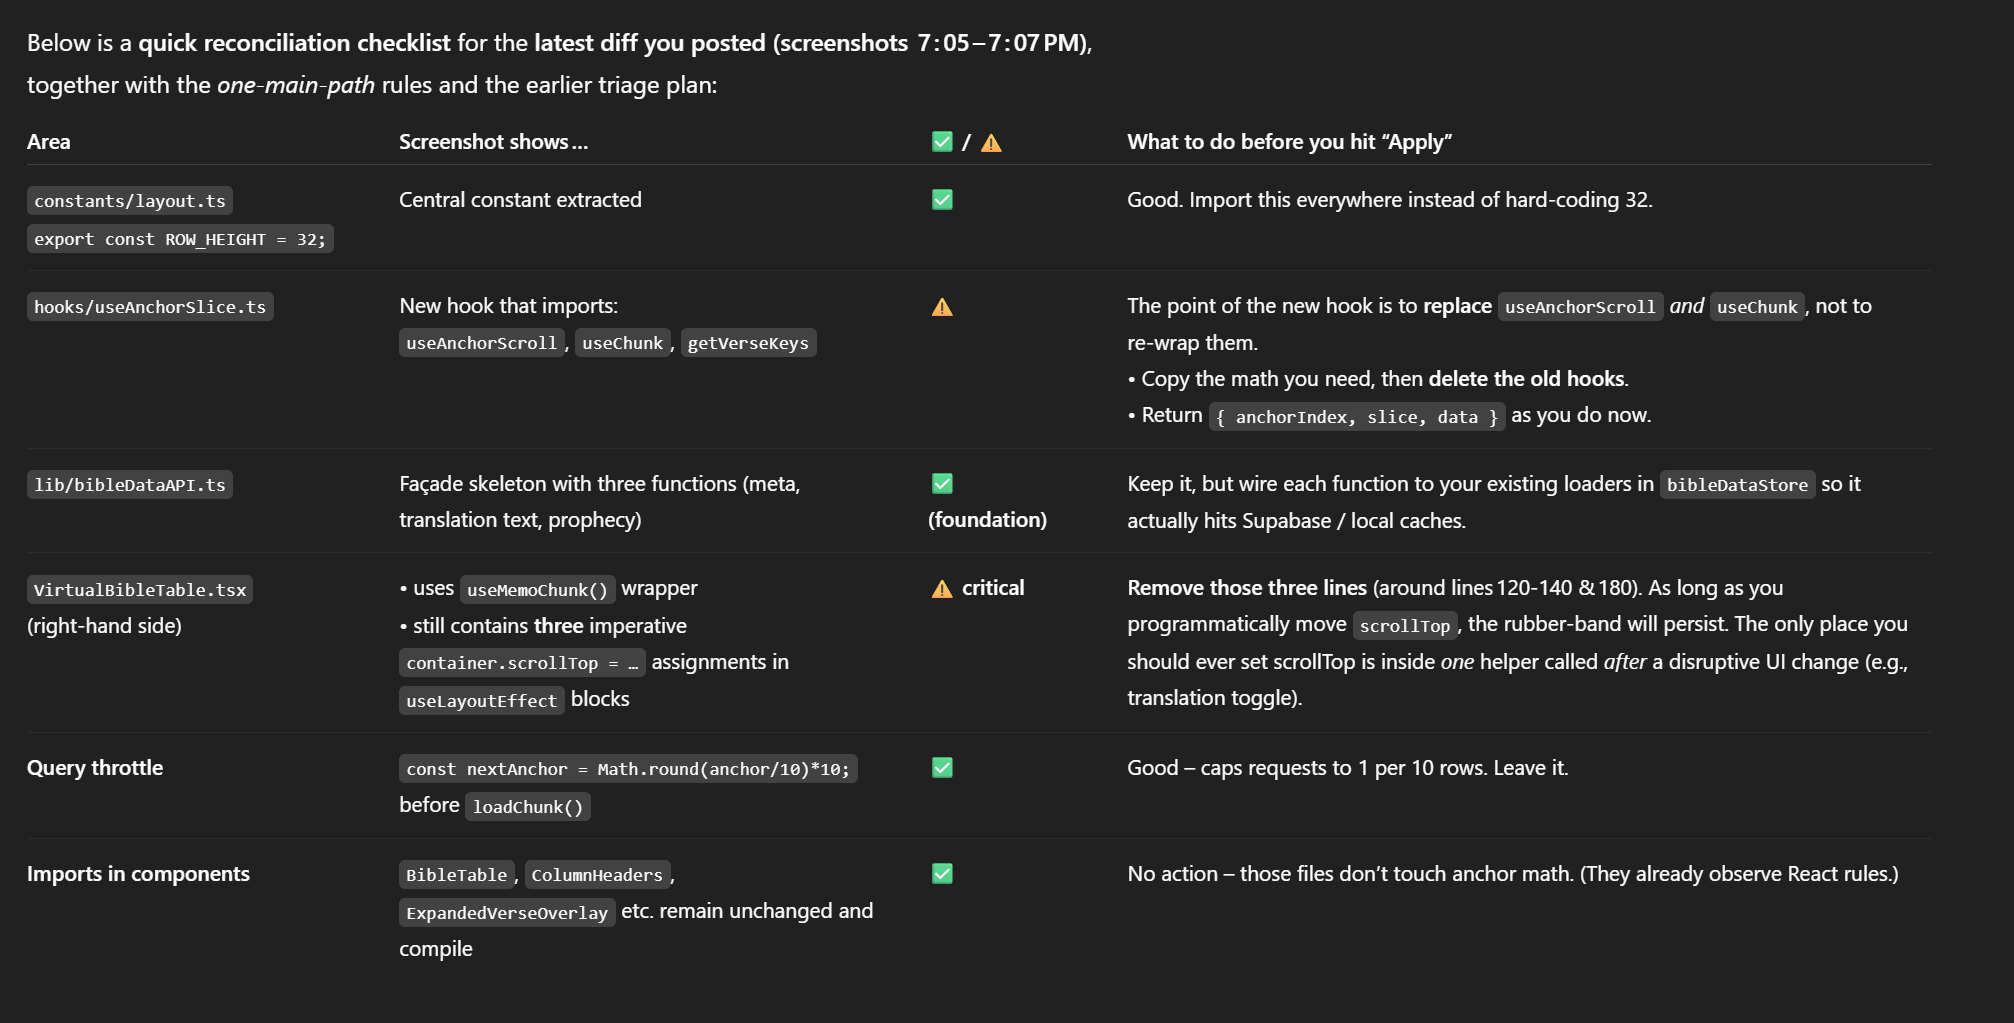 Below is a quick reconciliation checklist for the latest diff you posted (screenshots 7:05–7:07 PM),
together with the one-main-path rules and the earlier triage plan:
Area
Screenshot shows…
✅ / ⚠️
What to do before you hit “Apply”
constants/layout.ts
export const ROW_HEIGHT = 32;
Central constant extracted
✅
Good. Import this everywhere instead of hard-coding 32.
hooks/useAnchorSlice.ts
New hook that imports:
useAnchorScroll, useChunk, getVerseKeys
⚠️
The point of the new hook is to replace useAnchorScroll and useChunk, not to
re-wrap them.
• Copy the math you need, then delete the old hooks.
• Return { anchorIndex, slice, data } as you do now.
lib/bibleDataAPI.ts
Façade skeleton with three functions (meta,
translation text, prophecy)
✅
(foundation)
Keep it, but wire each function to your existing loaders in bibleDataStore so it
actually hits Supabase / local caches.
VirtualBibleTable.tsx
(right-hand side)
• uses useMemoChunk() wrapper
• still contains three imperative
container.scrollTop = … assignments in
useLayoutEffect blocks
⚠️ critical
Remove those three lines (around lines 120-140 & 180). As long as you
programmatically move scrollTop, the rubber-band will persist. The only place you
should ever set scrollTop is inside one helper called after a disruptive UI change (e.g.,
translation toggle).
Query throttle
const nextAnchor = Math.round(anchor/10)*10;
before loadChunk()
✅
Good – caps requests to 1 per 10 rows. Leave it.
Imports in components
BibleTable, ColumnHeaders,
ExpandedVerseOverlay etc. remain unchanged and
compile
✅
No action – those files don’t touch anchor math. (They already observe React rules.)